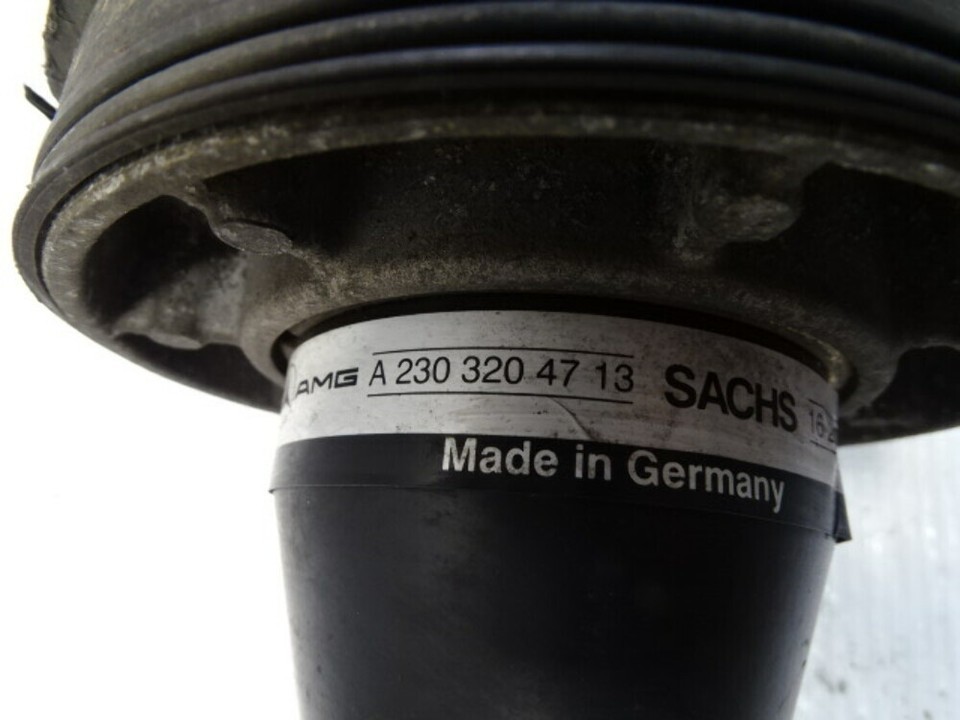 AMG A 230 320 47 13 SACHS
Made in Germany